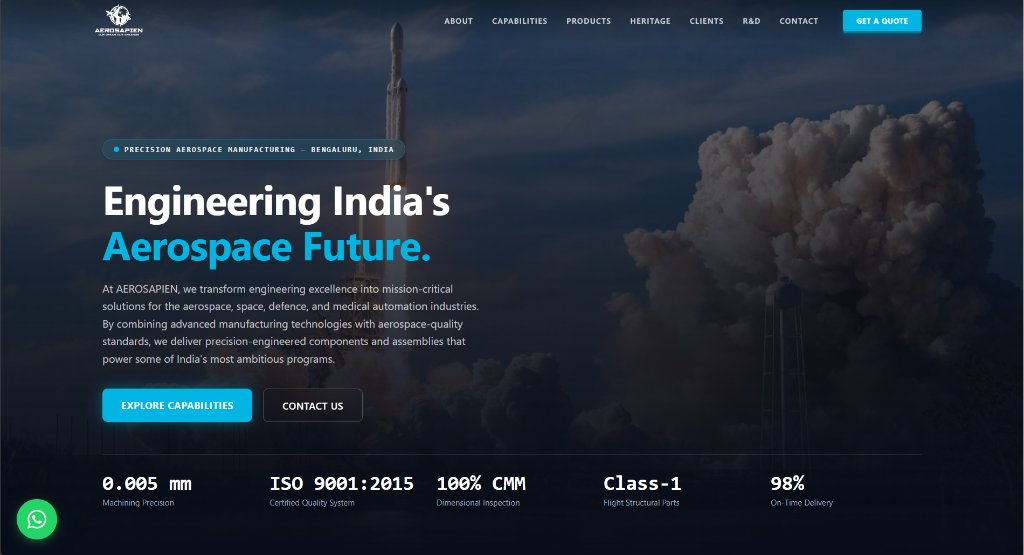 AEROSAPIEN
ABOUT CAPABILITIES PRODUCTS HERITAGE CLIENTS R&D CONTACT GET A QUOTE
PRECISION AEROSPACE MANUFACTURING — BENGALURU, INDIA
Engineering India's
Aerospace Future.
At AEROSAPIEN, we transform engineering excellence into mission-critical
solutions for the aerospace, space, defence, and medical automation industries.
By combining advanced manufacturing technologies with aerospace-quality
standards, we deliver precision-engineered components and assemblies that
power some of India's most ambitious programs.
EXPLORE CAPABILITIES CONTACT US
0.005 mm ISO 9001:2015 100% CMM Class-1 98%
Machining Precision Certified Quality System Dimensional Inspection Flight Structural Parts On-Time Delivery